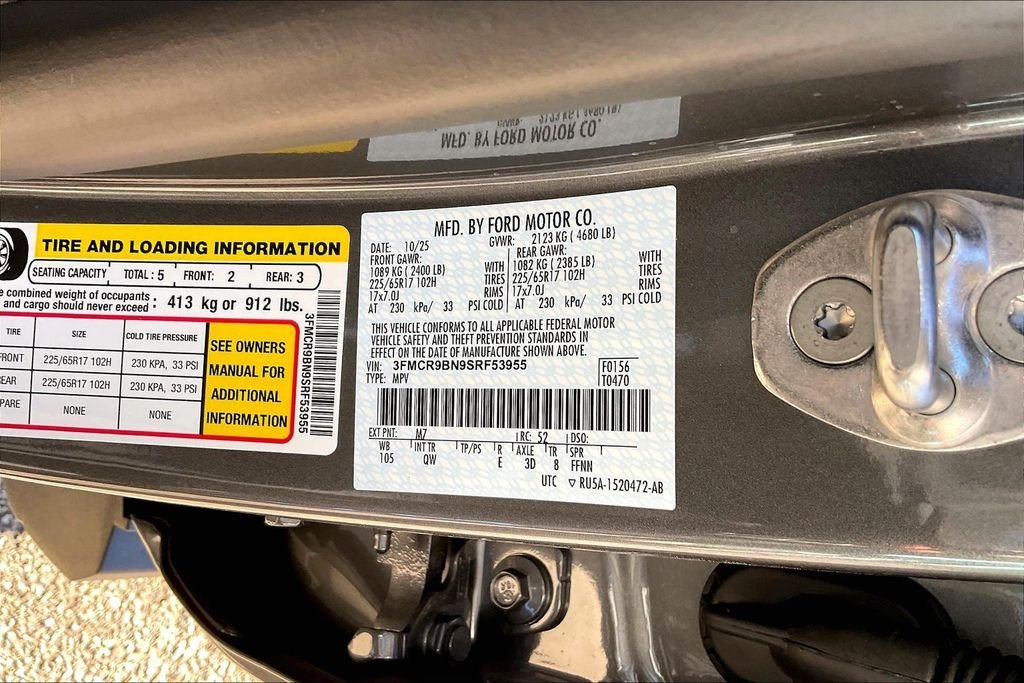 GVWR: 2123 KG ( 4680 LB)
MFD. BY FORD MOTOR CO.
TIRE AND LOADING INFORMATION
SEATING CAPACITY TOTAL : 5 FRONT: 2 REAR: 3
combined weight of occupants and cargo should never exceed : 413 kg or 912 lbs.
TIRE SIZE COLD TIRE PRESSURE
225/65R17 102H 230 KPA, 33 PSI
225/65R17 102H 230 KPA, 33 PSI
NONE NONE
SEE OWNERS
MANUAL FOR
ADDITIONAL
INFORMATION
3FMCR9BN9SRF53955
MFD. BY FORD MOTOR CO.
DATE: 10/25 GVWR: 2123 KG ( 4680 LB)
FRONT GAWR: REAR GAWR:
1089 KG ( 2400 LB) WITH 1082 KG ( 2385 LB) WITH
225/65R17 102H TIRES 225/65R17 102H TIRES
17x7.0J RIMS 17x7.0J RIMS
AT 230 kPa/ 33 PSI COLD AT 230 kPa/ 33 PSI COLD
THIS VEHICLE CONFORMS TO ALL APPLICABLE FEDERAL MOTOR
VEHICLE SAFETY AND THEFT PREVENTION STANDARDS IN
EFFECT ON THE DATE OF MANUFACTURE SHOWN ABOVE.
VIN: 3FMCR9BN9SRF53955 F0156
TYPE: MPV T0470
EXT PNT: M7 RC: 52 DSO:
WB INT TR TP/PS R AXLE TR SPR
105 QW E 3D 8 FFNN
UTC ▽ RU5A-1520472-AB